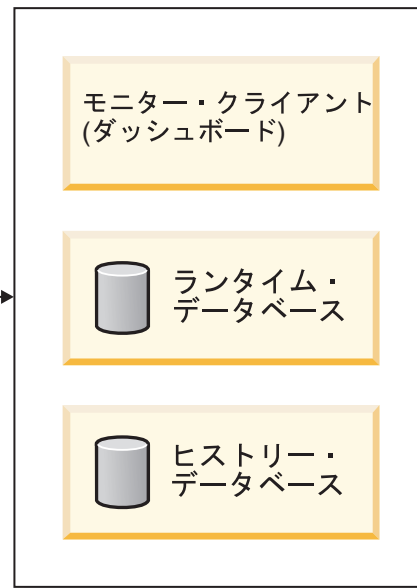 モニター・クライアント
(ダッシュボード)
ランタイム・
データベース
ヒストリー・
データベース